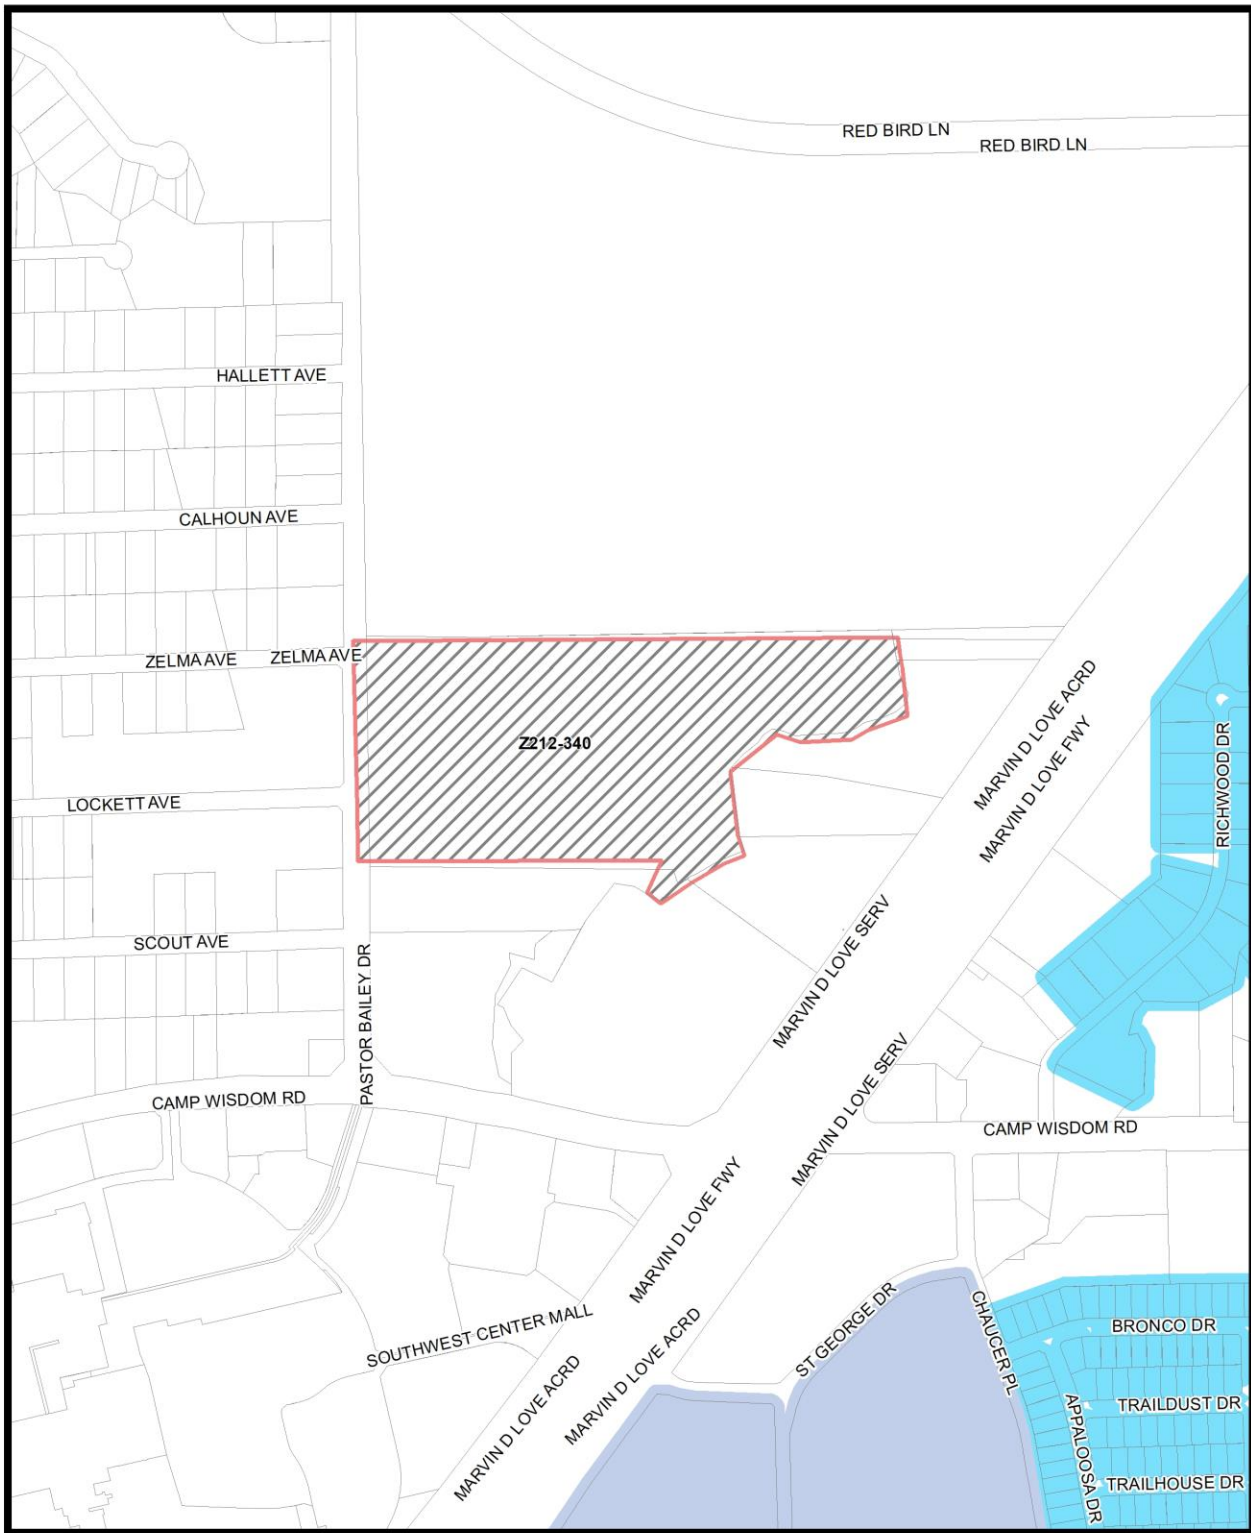 RED BIRD LN
RED BIRD LN
HALLETT AVE
CALHOUN AVE
ZELMA AVE
ZELMA AVE
Z212-340
MARVIN D LOVE ACRD
MARVIN D LOVE FWY
RICHWOOD DR
LOCKETT AVE
SCOUT AVE
MARVIN D LOVE SERV
PASTOR BAILEY DR
MARVIN D LOVE SERV
CAMP WISDOM RD
CAMP WISDOM RD
MARVIN D LOVE FWY
SOUTHWEST CENTER MALL
ST GEORGE DR
CHAUCER PL
BRONCO DR
MARVIN D LOVE ACRD
MARVIN D LOVE ACRD
TRAILDUST DR
APPALOOSA DR
TRAILHOUSE DR